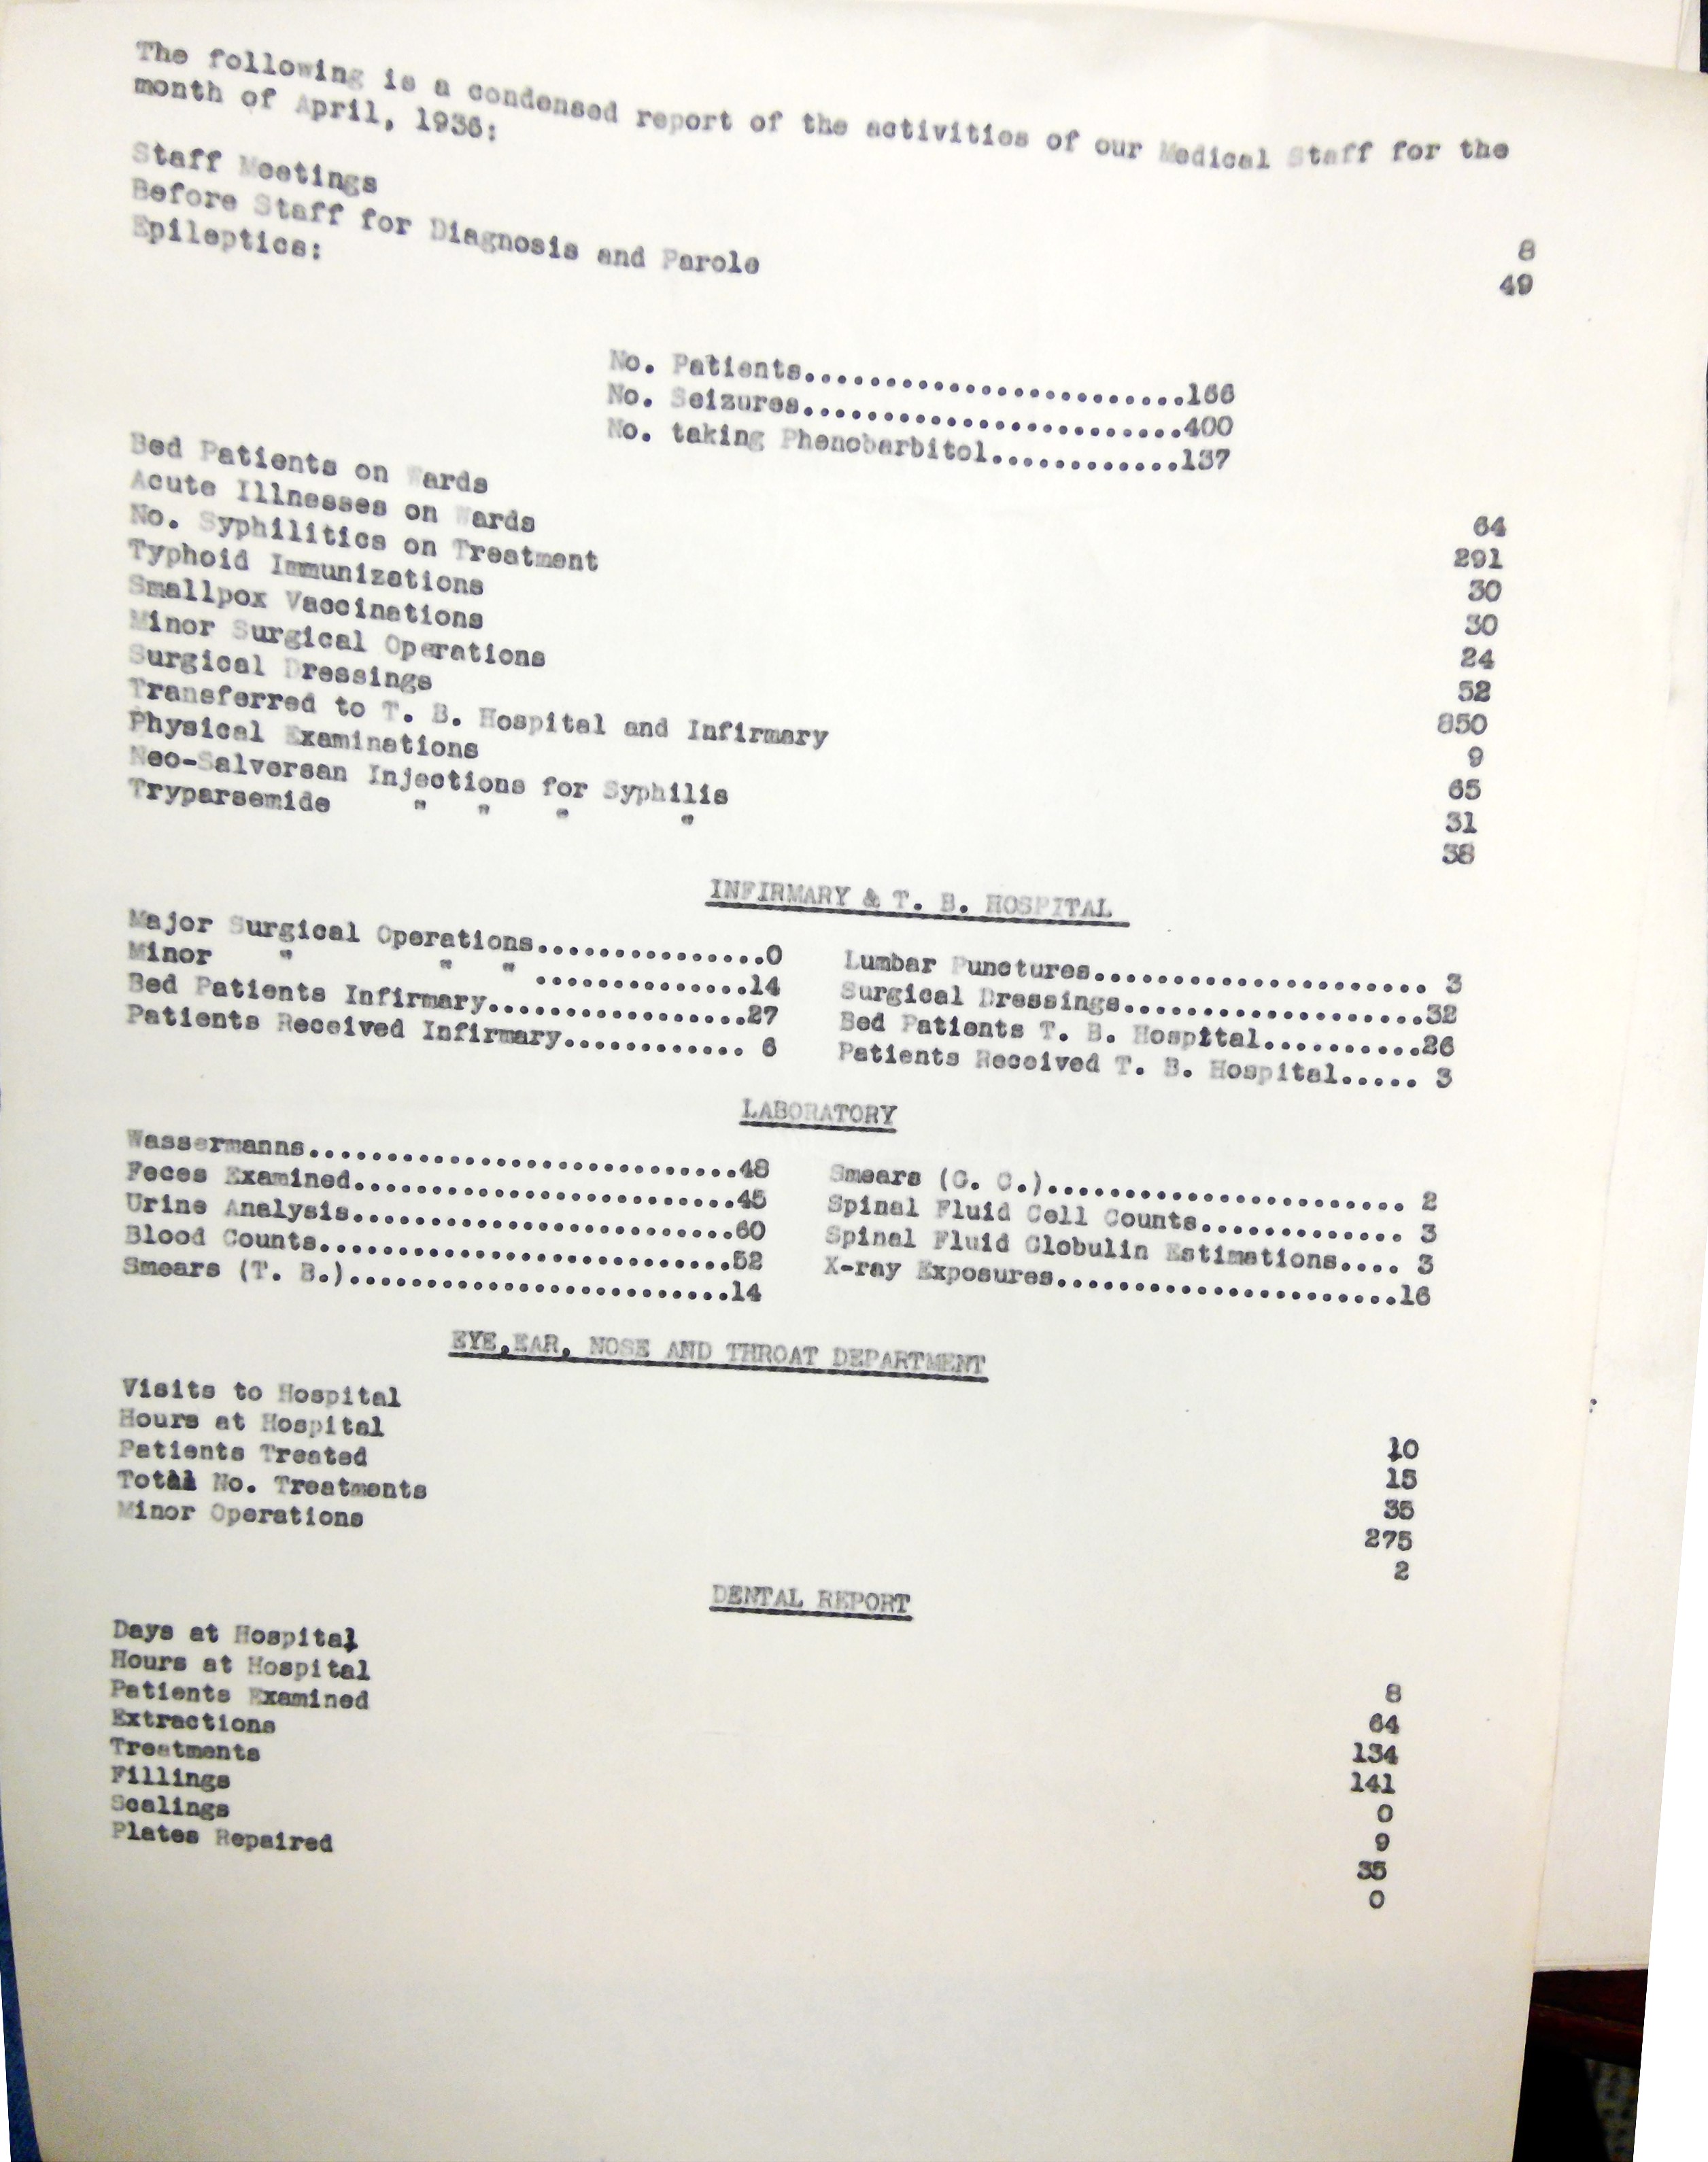 The following is a condensed report of the activities of our Medical Staff for the
month of April, 1936:
Staff Meetings 8
Before Staff for Diagnosis and Parole 49
Epileptics:
No. Patients........................166
No. Seizures........................400
No. taking Phenobarbitol............137
Bed Patients on Wards 64
Acute Illnesses on Wards 291
No. Syphilitics on Treatment 30
Typhoid Immunizations 30
Smallpox Vaccinations 24
Minor Surgical Operations 52
Surgical Dressings 850
Transferred to T. B. Hospital and Infirmary 9
Physical Examinations 65
Neo-Salversan Injections for Syphilis 31
Tryparsemide " " " " 38
INFIRMARY & T. B. HOSPITAL
Major Surgical Operations...............0 Lumbar Punctures..................... 3
Minor " " " ..............14 Surgical Dressings...................32
Bed Patients Infirmary.................27 Bed Patients T. B. Hospital..........26
Patients Received Infirmary............ 6 Patients Received T. B. Hospital..... 3
LABORATORY
Wassermanns............................48 Smears (G. C.)....................... 2
Feces Examined.........................45 Spinal Fluid Cell Counts............. 3
Urine Analysis.........................60 Spinal Fluid Globulin Estimations.... 3
Blood Counts...........................52 X-ray Exposures......................16
Smears (T. B.).........................14
EYE,EAR, NOSE AND THROAT DEPARTMENT
Visits to Hospital 10
Hours at Hospital 15
Patients Treated 35
Total No. Treatments 275
Minor Operations 2
DENTAL REPORT
Days at Hospital 8
Hours at Hospital 64
Patients Examined 134
Extractions 141
Treatments 0
Fillings 9
Scalings 35
Plates Repaired 0